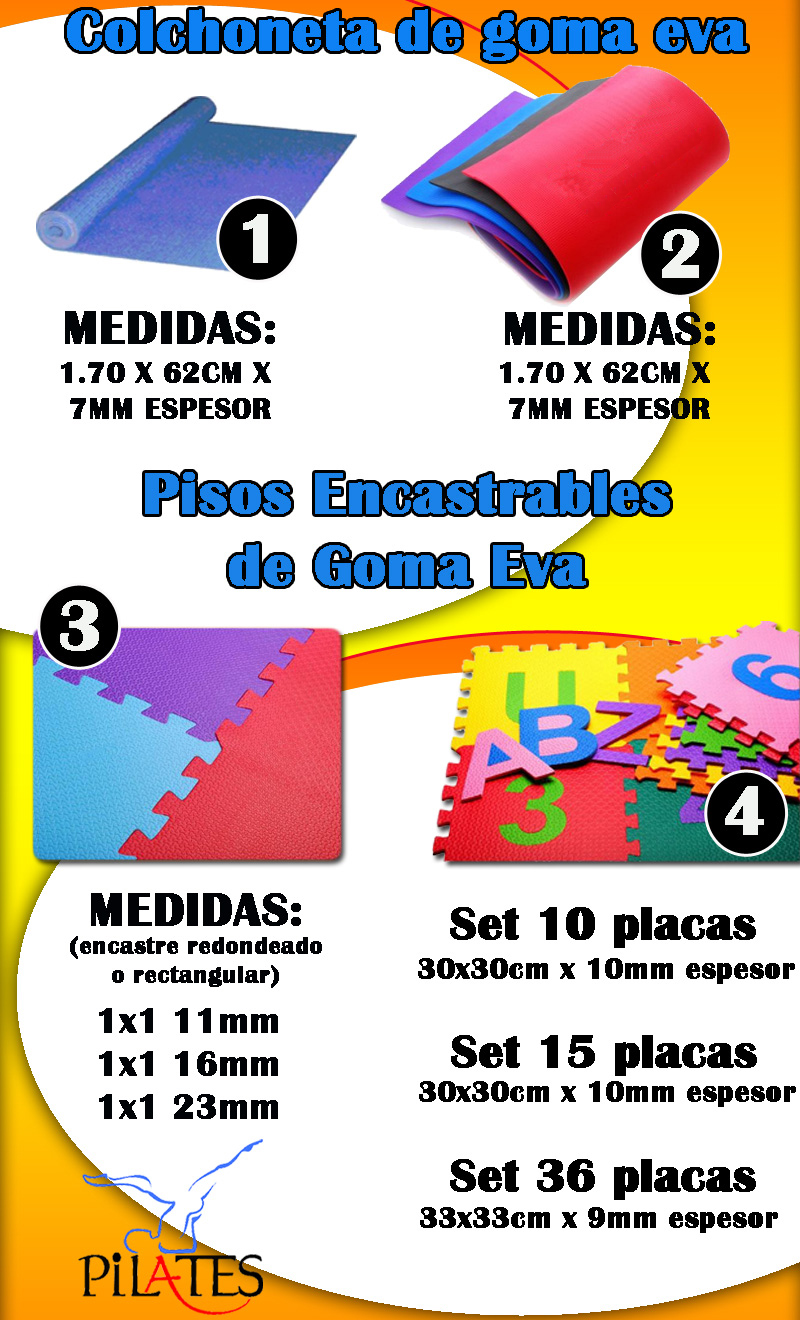 Colchoneta de goma eva
1
2
MEDIDAS:
1.70 X 62CM X
7MM ESPESOR
MEDIDAS:
1.70 X 62CM X
7MM ESPESOR
Pisos Encastrables
de Goma Eva
3
4
U
6
ABZ
3
MEDIDAS:
(encastre redondeado
o rectangular)
1x1 11mm
1x1 16mm
1x1 23mm
Set 10 placas
30x30cm x 10mm espesor
Set 15 placas
30x30cm x 10mm espesor
Set 36 placas
33x33cm x 9mm espesor
PiLATES